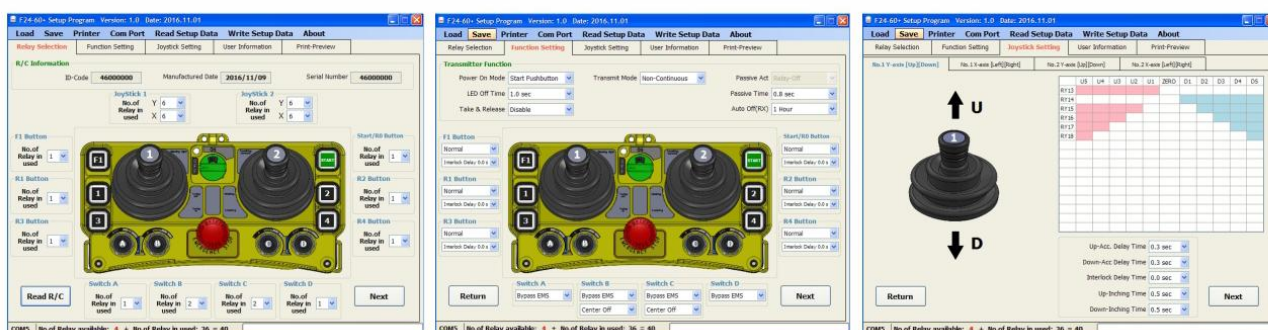 F24-60+ Setup Program Version: 1.0 Date: 2016.11.01
Load Save Printer Com Port Read Setup Data Write Setup Data About
Relay Selection Function Setting Joystick Setting User Information Print-Preview
R/C Information
ID-Code 46000000 Manufactured Date 2016/11/09 Serial Number 46000000
JoyStick 1 JoyStick 2
No.of Relay in used Y 6 X 6
No.of Relay in used Y 6 X 6
F1 Button
No.of Relay in used 1
R1 Button
No.of Relay in used 1
R3 Button
No.of Relay in used 1
Start/R0 Button
No.of Relay in used 1
R2 Button
No.of Relay in used 1
R4 Button
No.of Relay in used 1
F1 1 3 1 2 START 2 4
A B C D
Switch A Switch B Switch C Switch D
No.of Relay in used 1
No.of Relay in used 2
No.of Relay in used 2
No.of Relay in used 1
Read R/C Next
COM5 No of Relay available: 4 + No of Relay in used: 36 = 40
F24-60+ Setup Program Version: 1.0 Date: 2016.11.01
Load Save Printer Com Port Read Setup Data Write Setup Data About
Relay Selection Function Setting Joystick Setting User Information Print-Preview
Transmitter Function
Power On Mode Start Pushbutton Transmit Mode Non-Continuous Passive Act Relay-Off
LED Off Time 1.0 sec Passive Time 0.8 sec
Take & Release Disable Auto Off(RX) 1 Hour
F1 Button
Normal
Interlock Delay 0.0 s
R1 Button
Normal
Interlock Delay 0.0 s
R3 Button
Normal
Interlock Delay 0.0 s
Start/R0 Button
Normal
Interlock Delay 0.0 s
R2 Button
Normal
Interlock Delay 0.0 s
R4 Button
Normal
Interlock Delay 0.0 s
F1 1 3 1 2 START 2 4
A B C D
Switch A Switch B Switch C Switch D
Bypass EMS Bypass EMS Bypass EMS Bypass EMS
Center Off Center Off
Return Next
COM5 No of Relay available: 4 + No of Relay in used: 36 = 40
F24-60+ Setup Program Version: 1.0 Date: 2016.11.01
Load Save Printer Com Port Read Setup Data Write Setup Data About
Relay Selection Function Setting Joystick Setting User Information Print-Preview
No.1 Y-axis [Up][Down] No.1 X-axis [Left][Right] No.2 Y-axis [Up][Down] No.2 X-axis [Left][Right]
U5 U4 U3 U2 U1 ZERO D1 D2 D3 D4 D5
RY13
RY14
RY15
RY16
RY17
RY18
U
1
D
Up-Acc. Delay Time 0.3 sec
Down-Acc Delay Time 0.3 sec
Interlock Delay Time 0.0 sec
Up-Inching Time 0.5 sec
Down-Inching Time 0.5 sec
Return Next
COM5 No of Relay available: 4 + No of Relay in used: 36 = 40